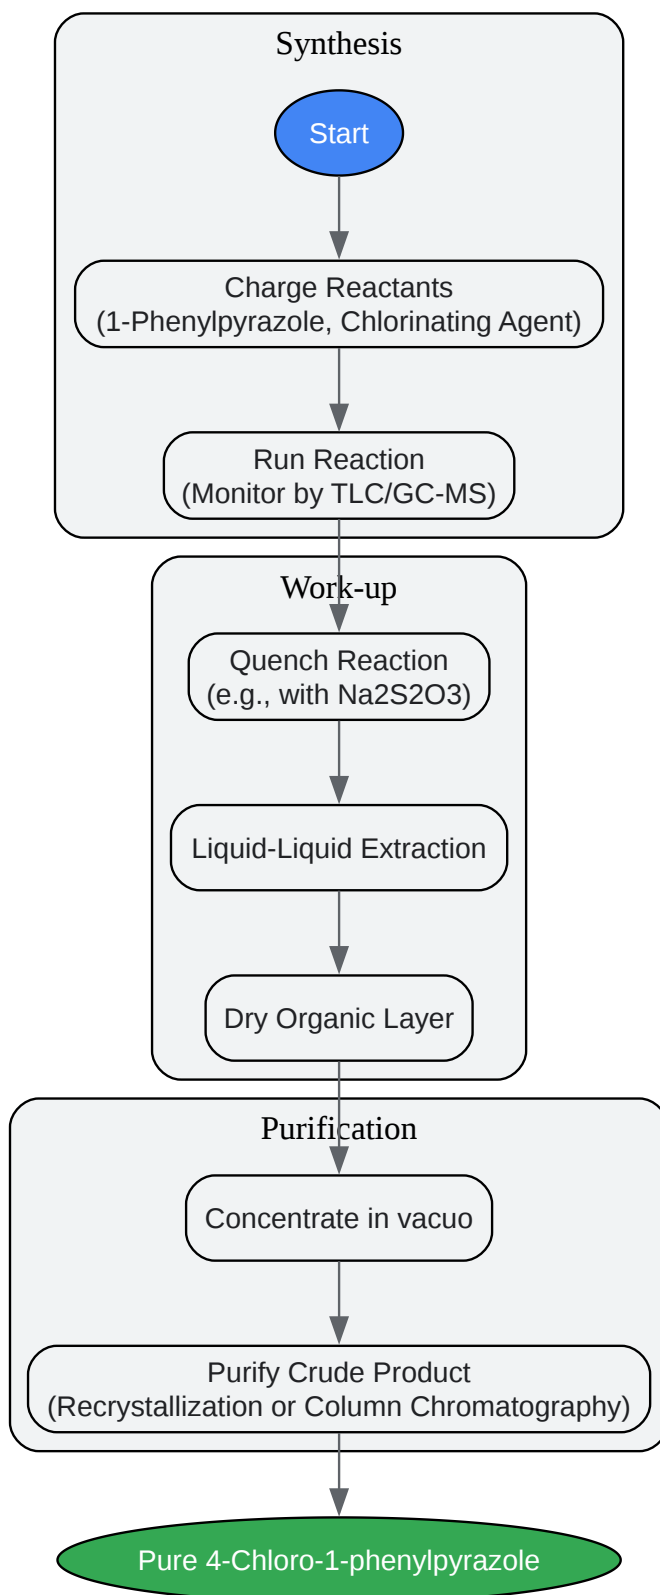 Synthesis
Start
Charge Reactants
(1-Phenylpyrazole, Chlorinating Agent)
Run Reaction
(Monitor by TLC/GC-MS)
Work-up
Quench Reaction
(e.g., with Na2S2O3)
Liquid-Liquid Extraction
Dry Organic Layer
Purification
Concentrate in vacuo
Purify Crude Product
(Recrystallization or Column Chromatography)
Pure 4-Chloro-1-phenylpyrazole